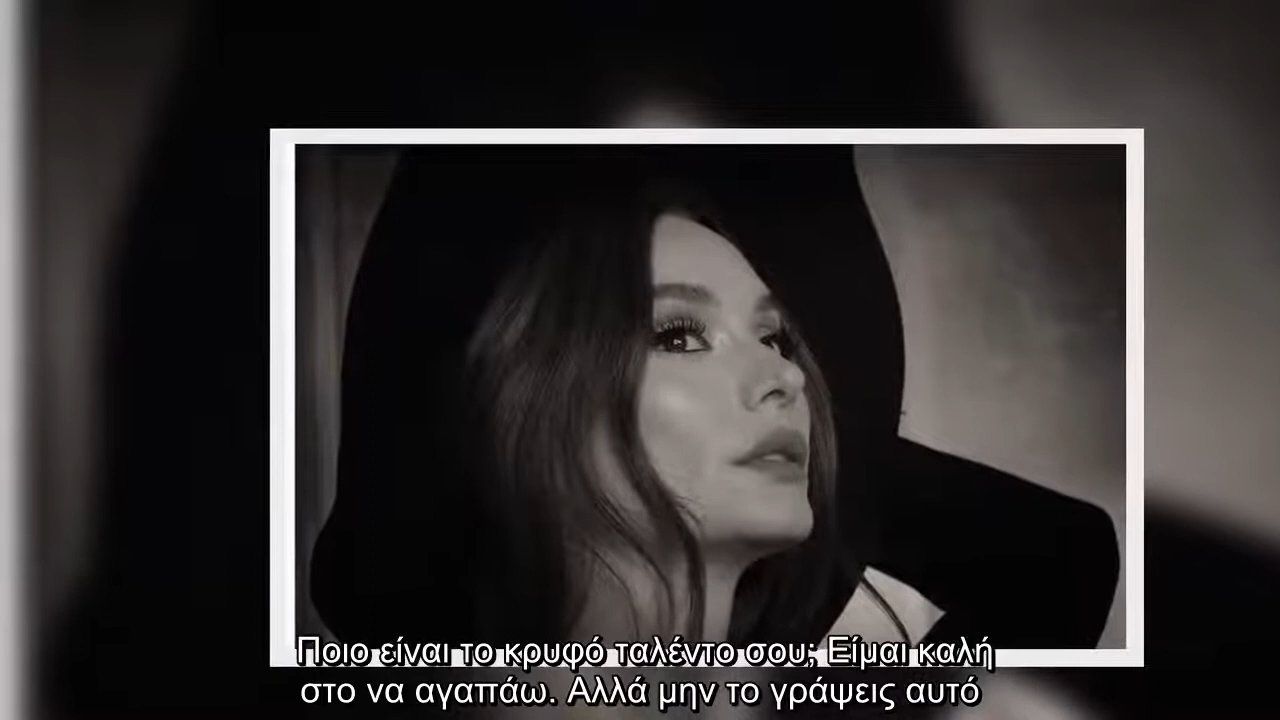 Ποιο είναι το κρυφό ταλέντο σου; Είμαι καλή
στο να αγαπάω. Αλλά μην το γράψεις αυτό